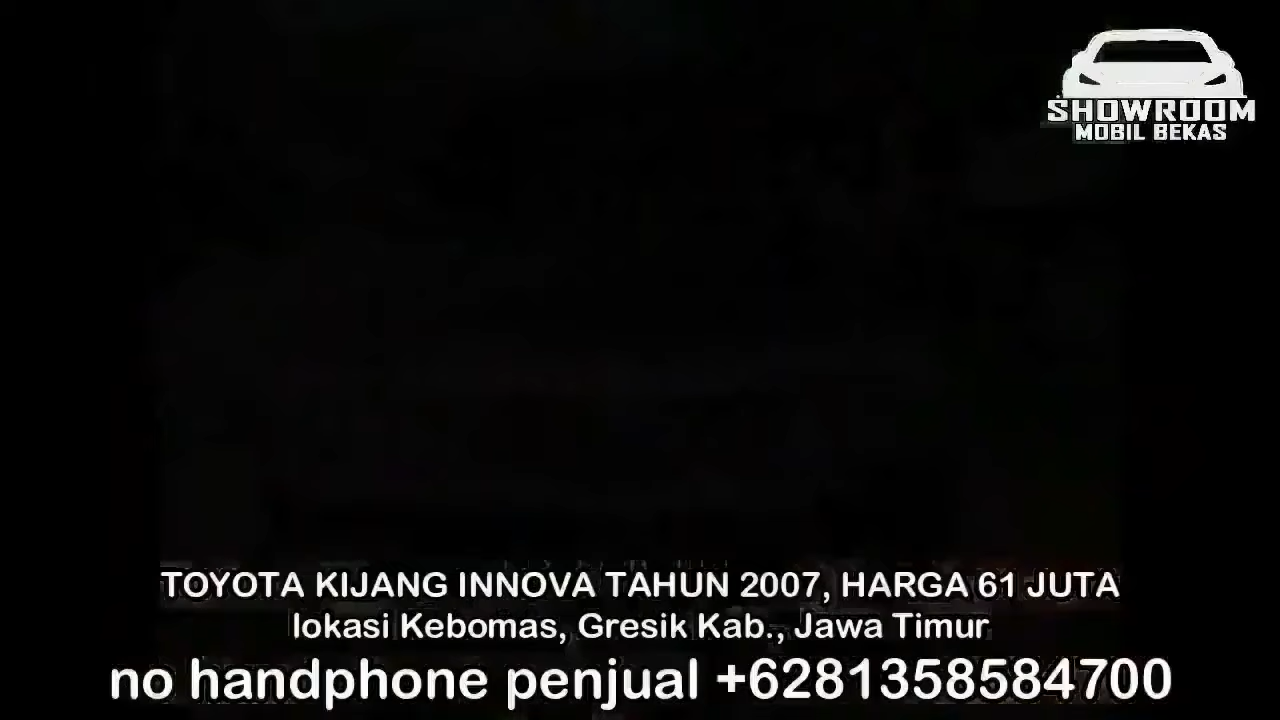 SHOWROOM
MOBIL BEKAS
TOYOTA KIJANG INNOVA TAHUN 2007, HARGA 61 JUTA
lokasi Kebomas, Gresik Kab., Jawa Timur
no handphone penjual +6281358584700